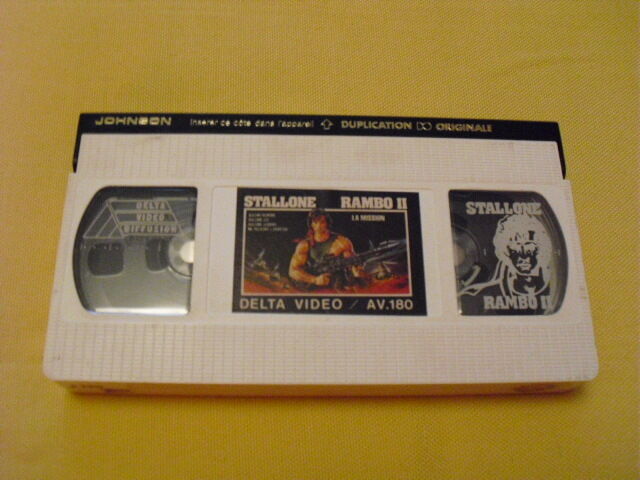 JOHNSON Insérer ce côte dans l'appareil DUPLICATION ORIGINALE
DELTA
VIDEO
DIFFUSION
STALLONE RAMBO II
LA MISSION
DELTA VIDEO / AV.180
STALLONE
RAMBO II